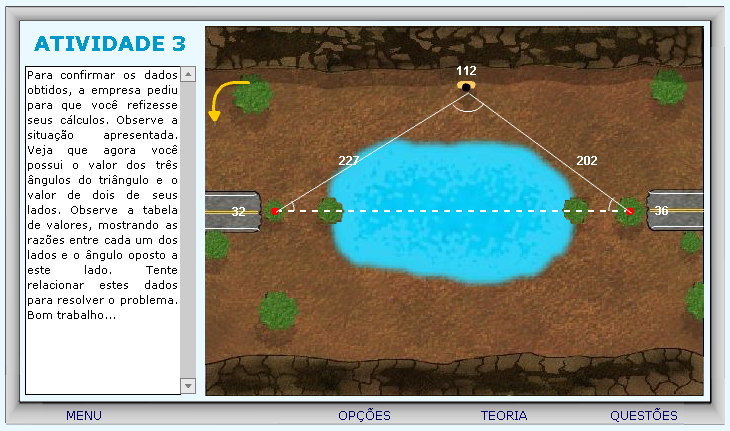 ATIVIDADE 3
Para confirmar os dados
obtidos, a empresa pediu
para que você refizesse
seus cálculos. Observe a
situação apresentada.
Veja que agora você
possui o valor dos três
ângulos do triângulo e o
valor de dois de seus
lados. Observe a tabela
de valores, mostrando as
razões entre cada um dos
lados e o ângulo oposto a
este lado. Tente
relacionar estes dados
para resolver o problema.
Bom trabalho...
112
227
202
32
36
MENU
OPÇÕES
TEORIA
QUESTÕES